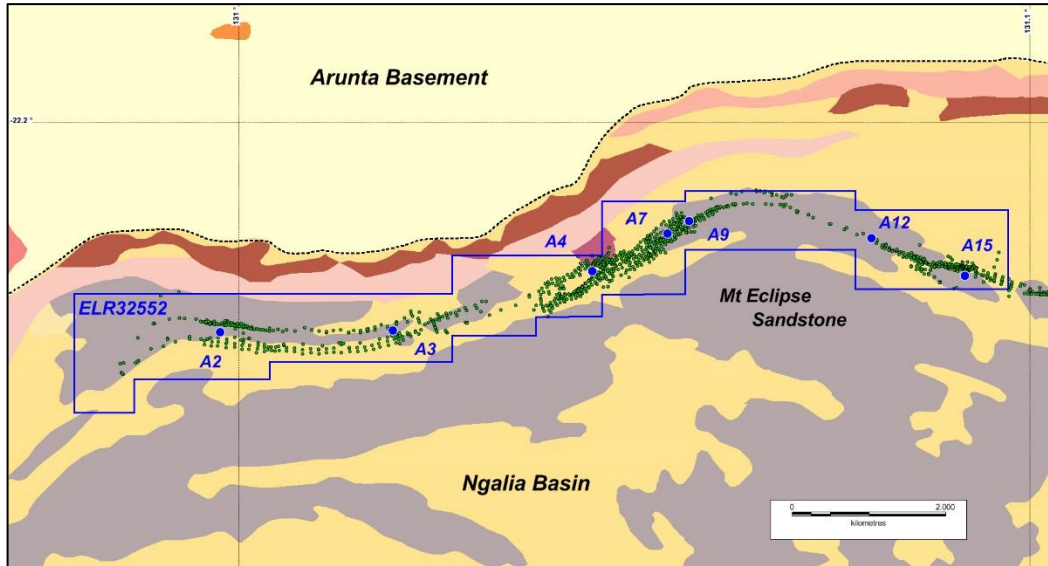 131 °
131.1 °
Arunta Basement
-22.2 °
A7
A9
A4
A12
A15
ELR32552
Mt Eclipse
Sandstone
A2
A3
Ngalia Basin
0
2.000
kilometres